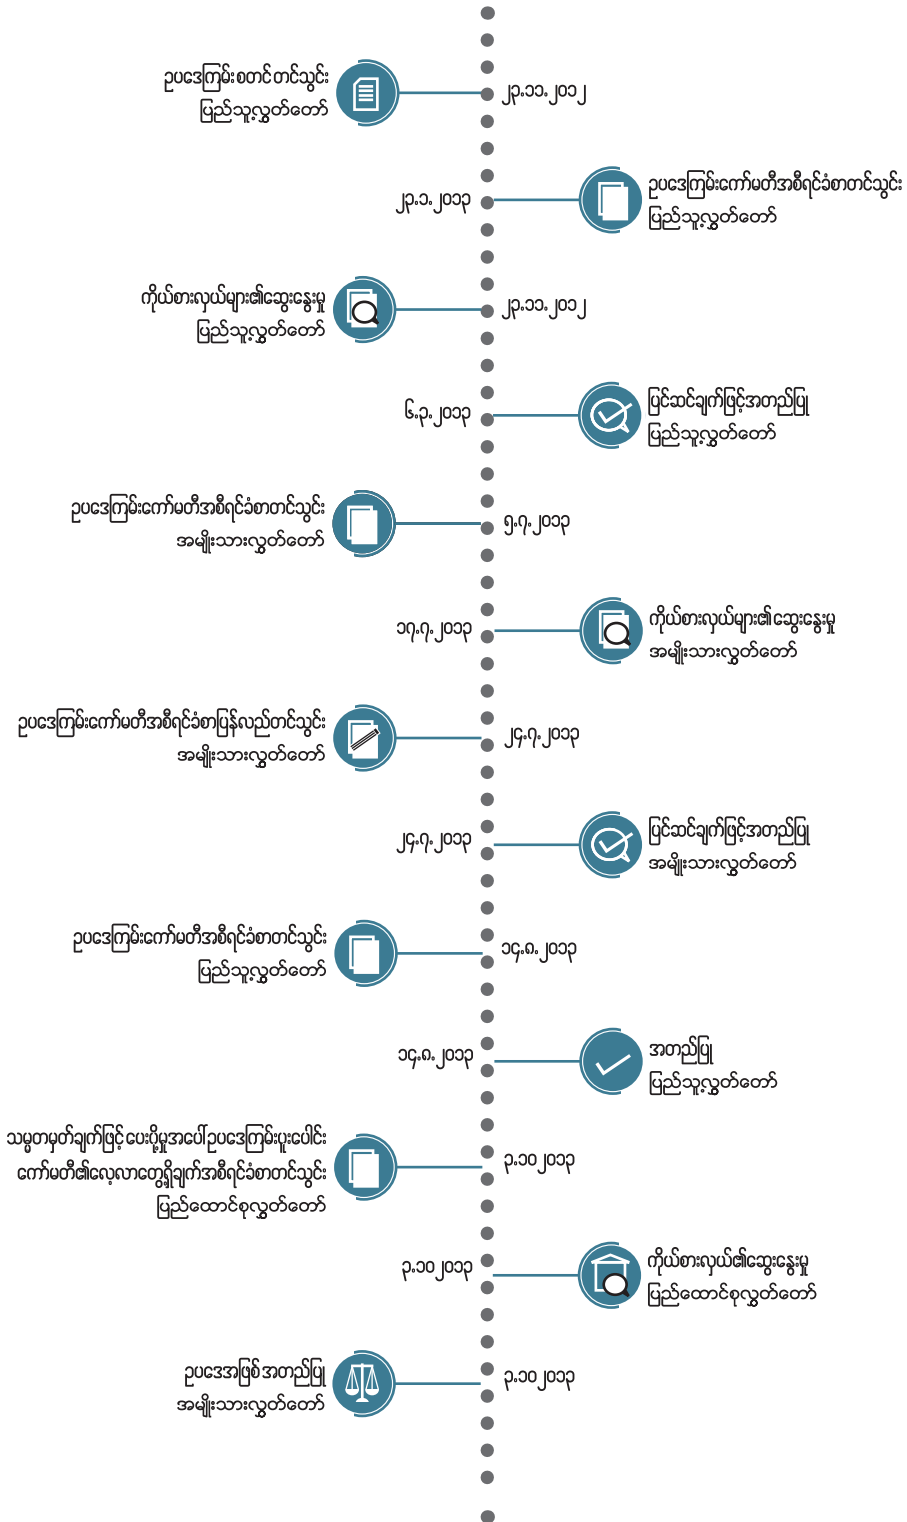 ဥပဒေကြမ်း စတင် တင်သွင်း
ပြည်သူ့လွှတ်တော်
၂၃.၁၁.၂၀၁၂
၂၃.၁.၂၀၁၃
ဥပဒေကြမ်းကော်မတီအစီရင်ခံစာတင်သွင်း
ပြည်သူ့လွှတ်တော်
ကိုယ်စားလှယ်များ၏ဆွေးနွေးမှု
ပြည်သူ့လွှတ်တော်
၂၃.၁၁.၂၀၁၂
၆.၃.၂၀၁၃
ပြင်ဆင်ချက်ဖြင့်အတည်ပြု
ပြည်သူ့လွှတ်တော်
ဥပဒေကြမ်းကော်မတီအစီရင်ခံစာတင်သွင်း
အမျိုးသားလွှတ်တော်
၅.၇.၂၀၁၃
၁၇.၇.၂၀၁၃
ကိုယ်စားလှယ်များ၏ဆွေးနွေးမှု
အမျိုးသားလွှတ်တော်
ဥပဒေကြမ်းကော်မတီအစီရင်ခံစာပြန်လည်တင်သွင်း
အမျိုးသားလွှတ်တော်
၂၄.၇.၂၀၁၃
၂၄.၇.၂၀၁၃
ပြင်ဆင်ချက်ဖြင့်အတည်ပြု
အမျိုးသားလွှတ်တော်
ဥပဒေကြမ်းကော်မတီအစီရင်ခံစာတင်သွင်း
ပြည်သူ့လွှတ်တော်
၁၄.၈.၂၀၁၃
၁၄.၈.၂၀၁၃
အတည်ပြု
ပြည်သူ့လွှတ်တော်
သမ္မတမှတ်ချက်ဖြင့် ပေးပို့မှုအပေါ် ဥပဒေကြမ်းပူးပေါင်း
ကော်မတီ၏လေ့လာတွေ့ရှိချက်အစီရင်ခံစာတင်သွင်း
ပြည်ထောင်စုလွှတ်တော်
၃.၁၀၂၀၁၃
၃.၁၀၂၀၁၃
ကိုယ်စားလှယ်၏ဆွေးနွေးမှု
ပြည်ထောင်စုလွှတ်တော်
ဥပဒေအဖြစ် အတည်ပြု
အမျိုးသားလွှတ်တော်
၃.၁၀၂၀၁၃